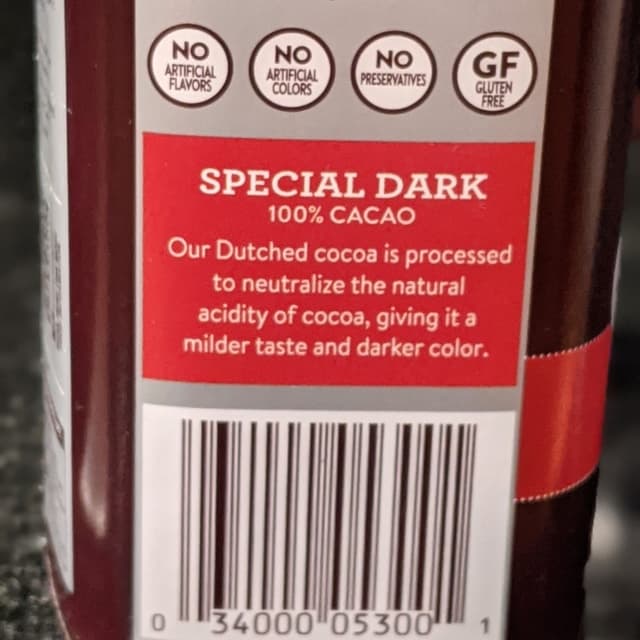 NO
ARTIFICIAL
FLAVORS
NO
ARTIFICIAL
COLORS
NO
PRESERVATIVES
GF
GLUTEN
FREE
SPECIAL DARK
100% CACAO
Our Dutched cocoa is processed
to neutralize the natural
acidity of cocoa, giving it a
milder taste and darker color.
0 34000 05300 1